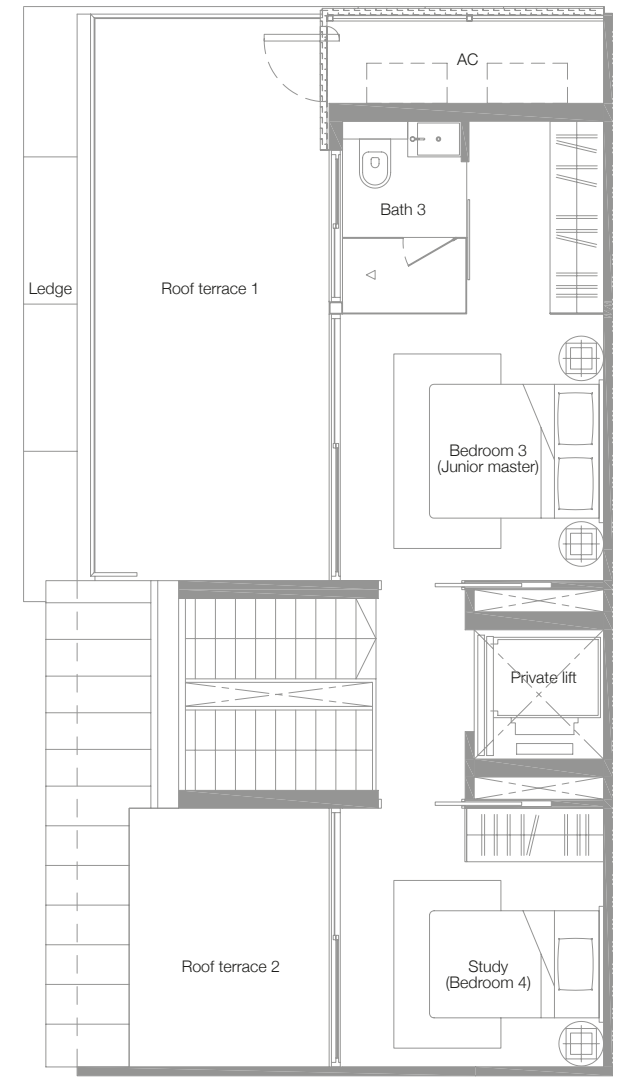 AC
Bath 3
Ledge
Roof terrace 1
Bedroom 3
(Junior master)
Private lift
Roof terrace 2
Study
(Bedroom 4)